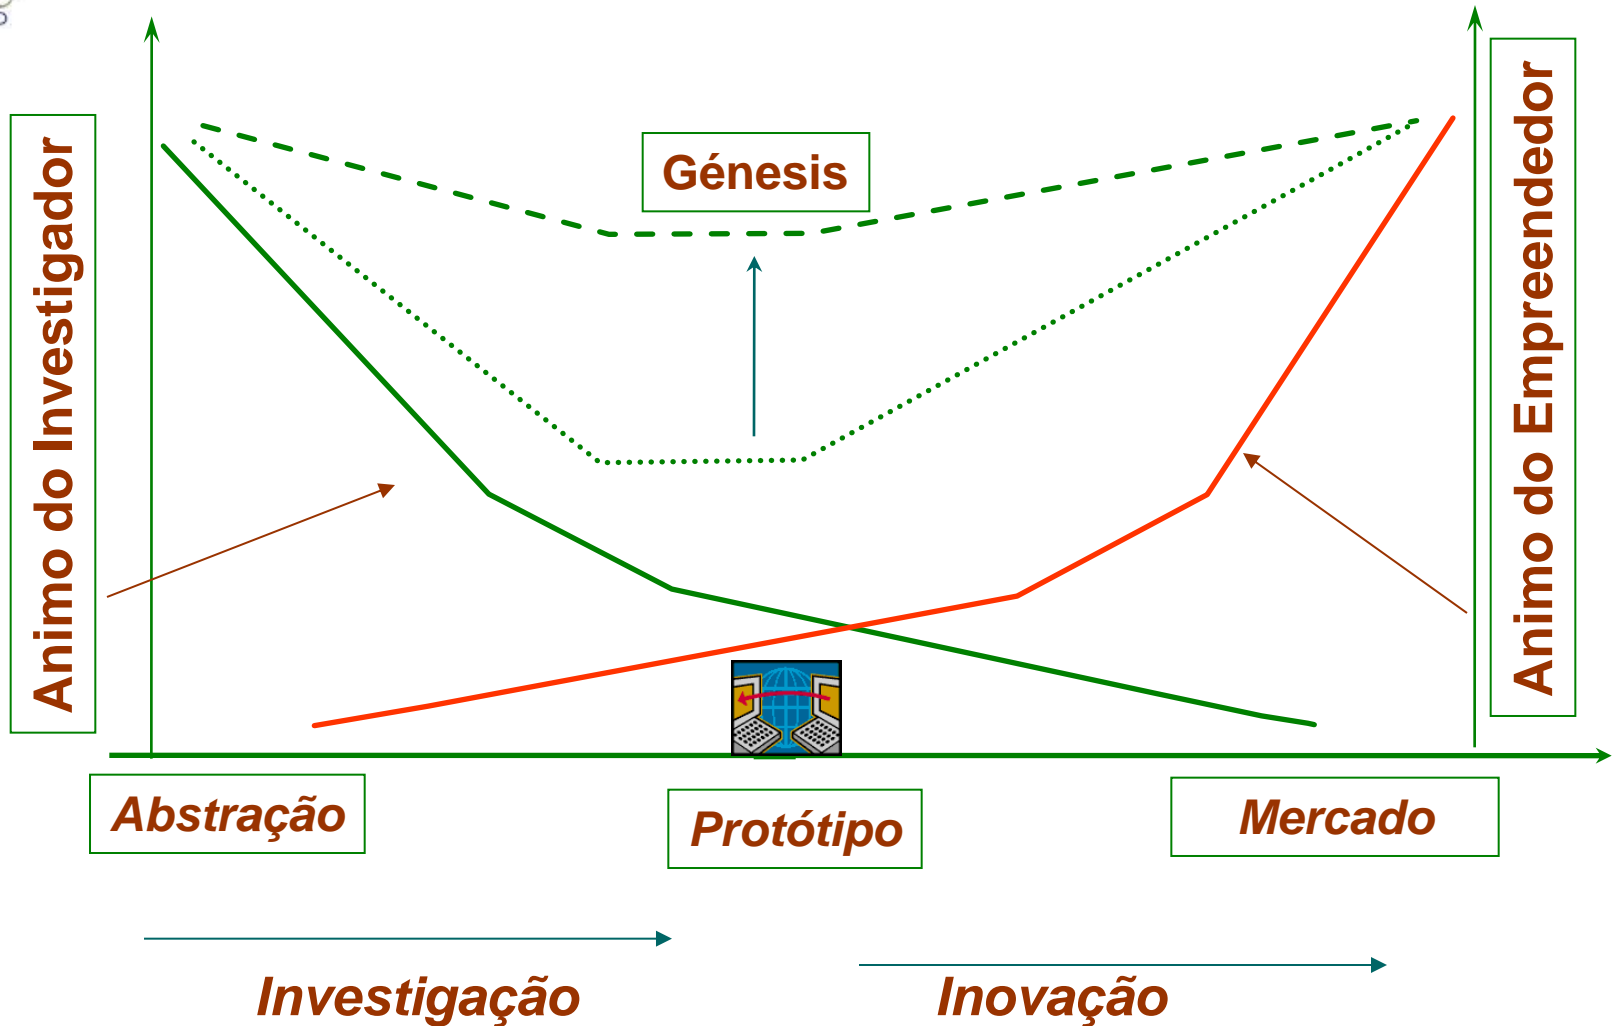 Animo do Investigador
Génesis
Animo do Empreendedor
Abstração
Protótipo
Mercado
Investigação
Inovação